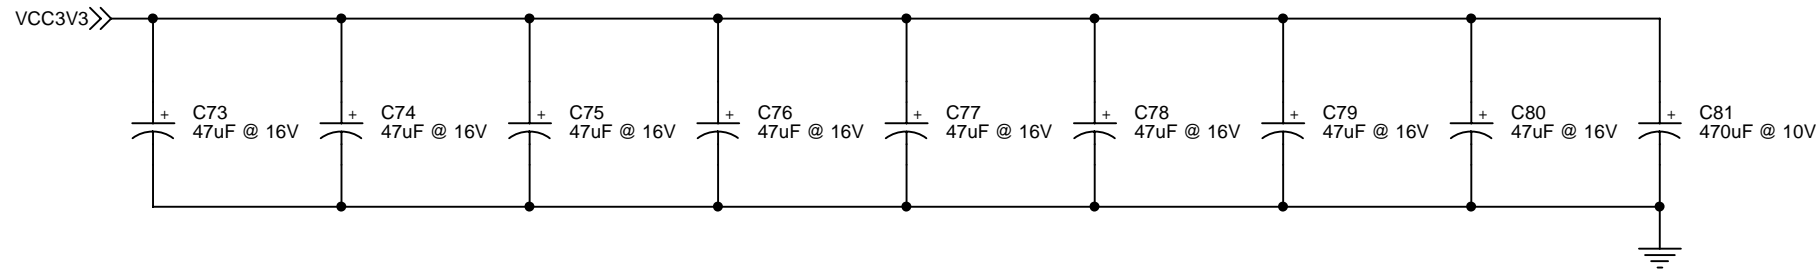 VCC3V3
+ C73
47uF @ 16V
+ C74
47uF @ 16V
+ C75
47uF @ 16V
+ C76
47uF @ 16V
+ C77
47uF @ 16V
+ C78
47uF @ 16V
+ C79
47uF @ 16V
+ C80
47uF @ 16V
+ C81
470uF @ 10V